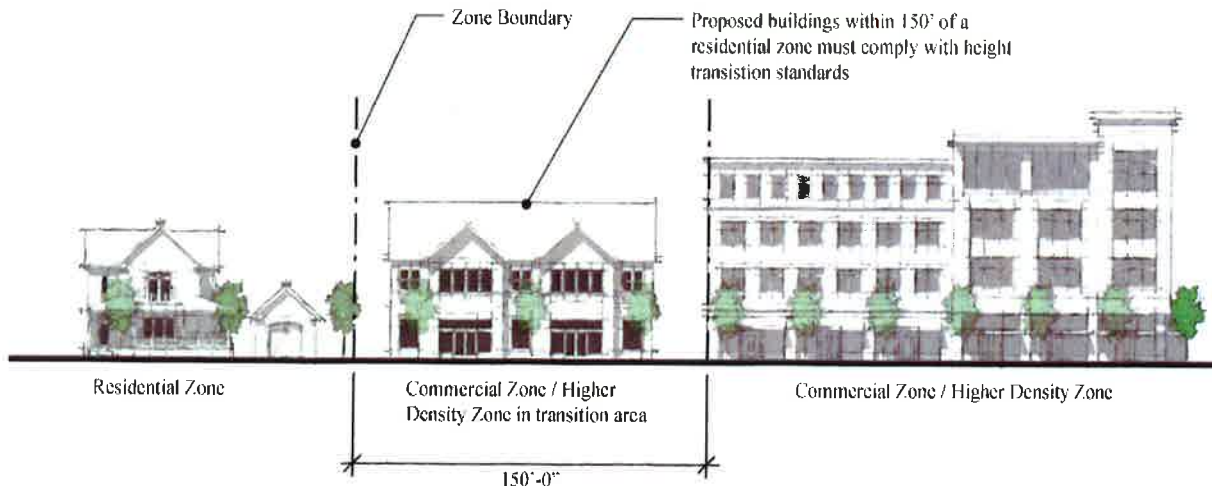 Zone Boundary
Proposed buildings within 150' of a
residential zone must comply with height
transistion standards
Residential Zone
Commercial Zone / Higher
Density Zone in transition area
Commercial Zone / Higher Density Zone
150'-0"